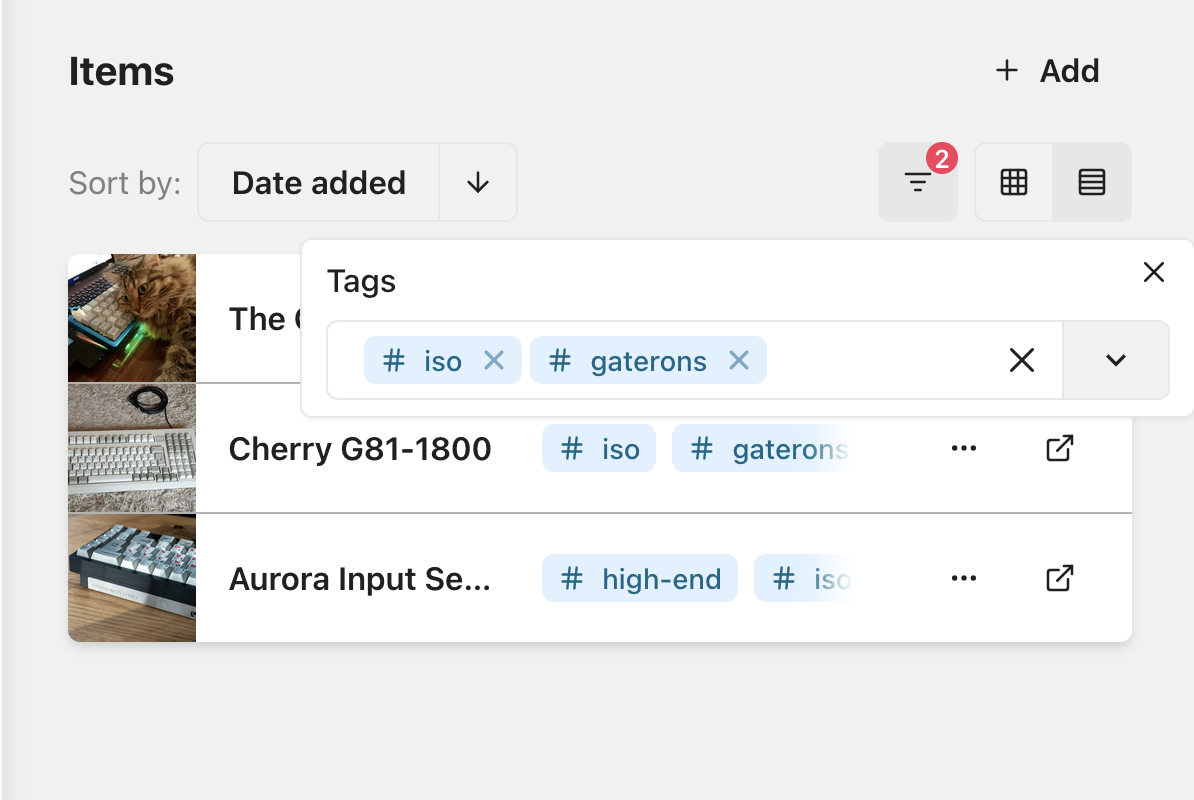 Items
+ Add
Sort by: Date added
2
Tags
# iso # gaterons
The
Cherry G81-1800 # iso # gaterons
Aurora Input Se... # high-end # iso